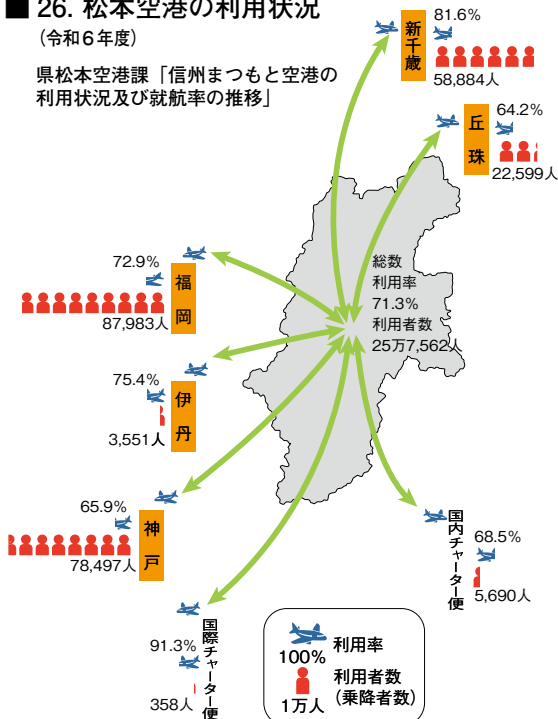 ■ 26. 松本空港の利用状況
(令和6年度)
県松本空港課「信州まつもと空港の
利用状況及び就航率の推移」
新千歳
81.6%
58,884人
丘珠
64.2%
22,599人
総数
利用率
71.3%
利用者数
25万7,562人
72.9%
福岡
87,983人
75.4%
伊丹
3,551人
65.9%
神戸
78,497人
国内チャーター便
68.5%
5,690人
国際チャーター便
91.3%
358人
利用率
100%
利用者数
(乗降者数)
1万人